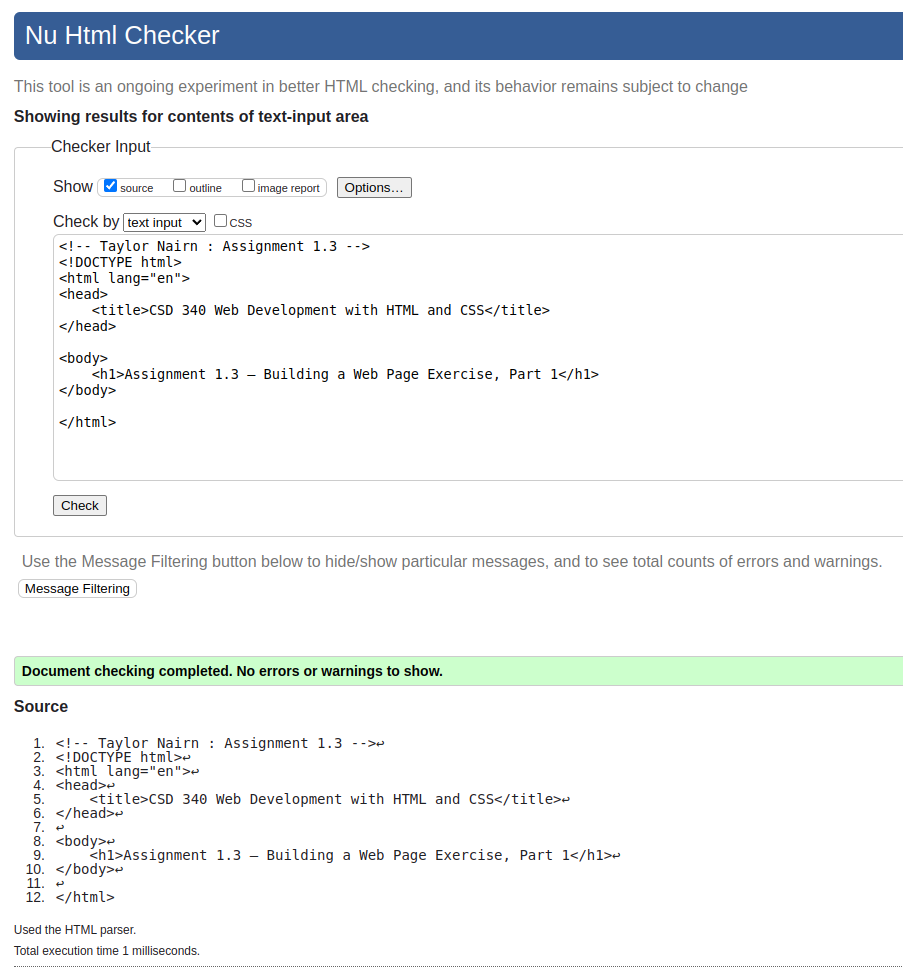 Nu Html Checker
This tool is an ongoing experiment in better HTML checking, and its behavior remains subject to change
Showing results for contents of text-input area
Checker Input
Show source outline image report Options...
Check by text input CSS
<!-- Taylor Nairn : Assignment 1.3 -->
<!DOCTYPE html>
<html lang="en">
<head>
    <title>CSD 340 Web Development with HTML and CSS</title>
</head>

<body>
    <h1>Assignment 1.3 – Building a Web Page Exercise, Part 1</h1>
</body>

</html>
Check
Use the Message Filtering button below to hide/show particular messages, and to see total counts of errors and warnings.
Message Filtering
Document checking completed. No errors or warnings to show.
Source
1. <!-- Taylor Nairn : Assignment 1.3 -->↩
2. <!DOCTYPE html>↩
3. <html lang="en">↩
4. <head>↩
5.     <title>CSD 340 Web Development with HTML and CSS</title>↩
6. </head>↩
7. ↩
8. <body>↩
9.     <h1>Assignment 1.3 – Building a Web Page Exercise, Part 1</h1>↩
10. </body>↩
11. ↩
12. </html>
Used the HTML parser.
Total execution time 1 milliseconds.